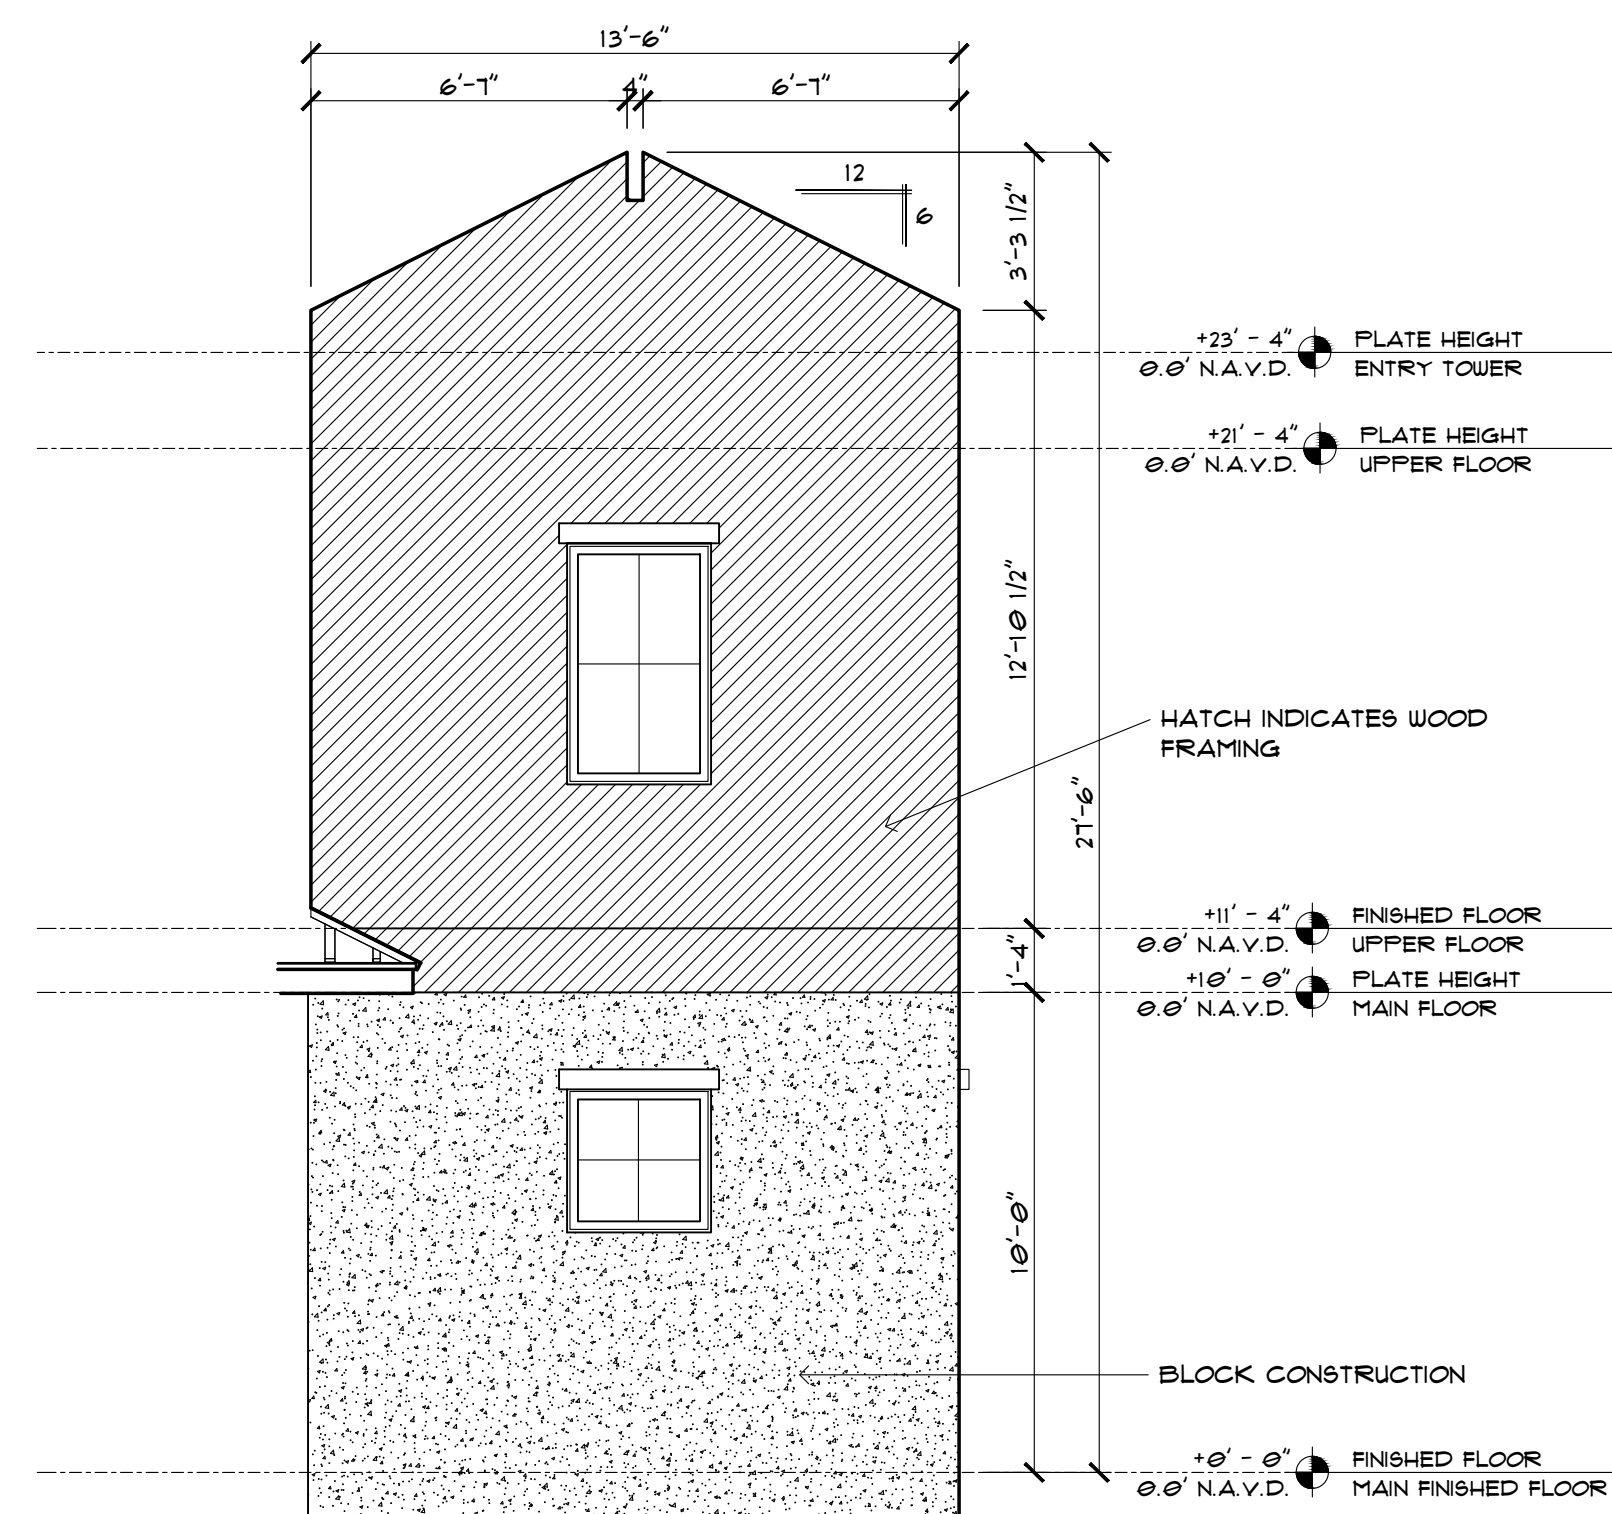 13'-6"
6'-7"
4"
6'-7"
12
6
3'-3 1/2"
+23' - 4"
PLATE HEIGHT
0.0' N.A.V.D.
ENTRY TOWER
+21' - 4"
PLATE HEIGHT
0.0' N.A.V.D.
UPPER FLOOR
12'-10 1/2"
HATCH INDICATES WOOD
FRAMING
27'-6"
+11' - 4"
FINISHED FLOOR
0.0' N.A.V.D.
UPPER FLOOR
1'-4"
+10' - 0"
PLATE HEIGHT
0.0' N.A.V.D.
MAIN FLOOR
10'-0"
BLOCK CONSTRUCTION
+0' - 0"
FINISHED FLOOR
0.0' N.A.V.D.
MAIN FINISHED FLOOR